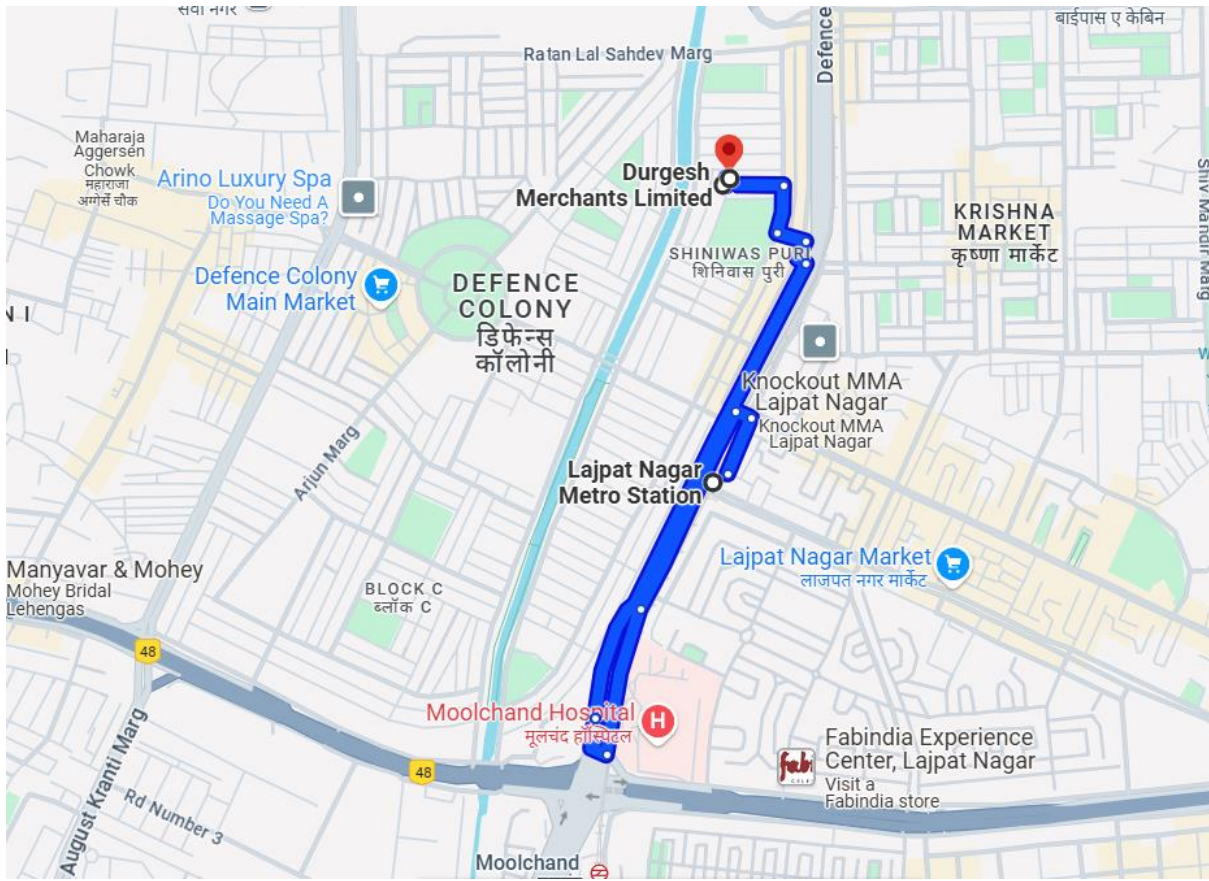 सेवा नगर
Ratan Lal Sahdev Marg
Defence
बाईपास ए केबिन
Maharaja
Aggersen
Chowk
महाराजा
अग्रेसें चौक
Arino Luxury Spa
Do You Need A
Massage Spa?
Durgesh
Merchants Limited
Shiv Mandir Marg
KRISHNA
MARKET
कृष्णा मार्केट
SHINIWAS PURI
शिनिवास पुरी
Defence Colony
Main Market
DEFENCE
COLONY
डिफेन्स
कॉलोनी
N I
Knockout MMA
Lajpat Nagar
Knockout MMA
Lajpat Nagar
Arjun Marg
Lajpat Nagar
Metro Station
Lajpat Nagar Market
लाजपत नगर मार्केट
Manyavar & Mohey
Mohey Bridal
Lehengas
BLOCK C
ब्लॉक C
48
Moolchand Hospital
मूलचंद हॉस्पिटल
H
August Kranti Marg
48
Fabindia Experience
Center, Lajpat Nagar
Visit a
Fabindia store
Rd Number 3
Moolchand